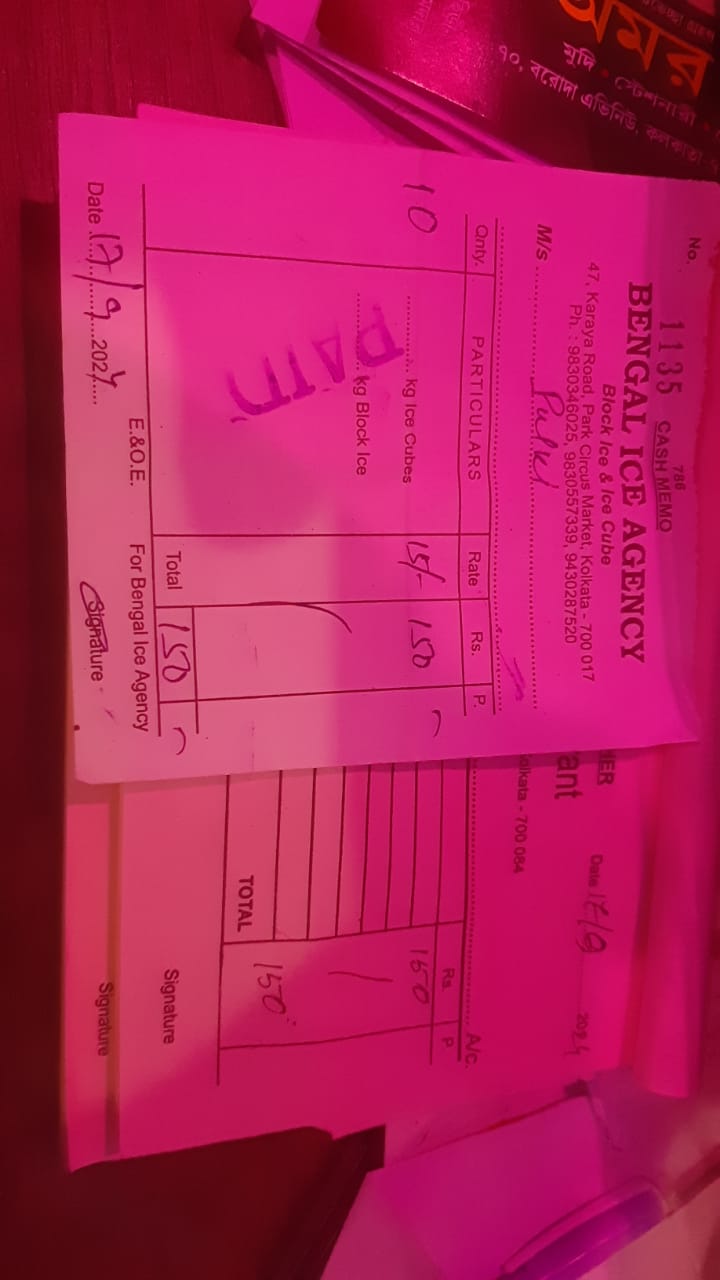 No. 1135
786
CASH MEMO
BENGAL ICE AGENCY
Block Ice & Ice Cube
47, Karaya Road, Park Circus Market, Kolkata - 700 017
Ph. : 9830346025, 9830557339, 9430287520
M/s
Qnty. PARTICULARS Rate Rs. P.
10 kg Ice Cubes 15/- 150
kg Block Ice
PAID
Total 150
E.&O.E. For Bengal Ice Agency
Date 17/9 2024 Signature
HER
ant
Date 17/9 2024
olkata - 700 084
A/c.
Rs. P
150
TOTAL 150
Signature
Signature
অমর
মুদি • স্টেশনারী
৭০, বরোদা এভিনিউ, কলকাতা-